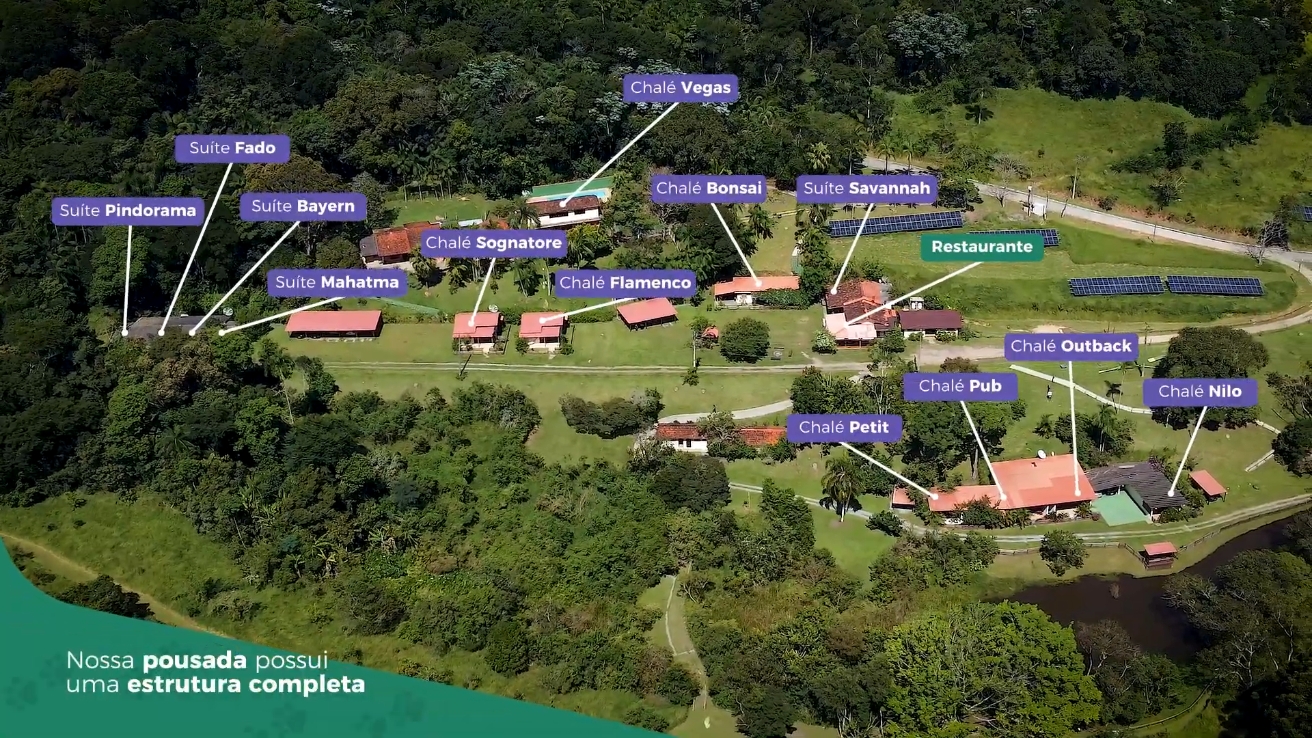 Chalé Vegas
Suíte Fado
Chalé Bonsai
Suíte Savannah
Suíte Pindorama
Suíte Bayern
Chalé Sognatore
Restaurante
Suíte Mahatma
Chalé Flamenco
Chalé Outback
Chalé Pub
Chalé Nilo
Chalé Petit
Nossa pousada possui
uma estrutura completa